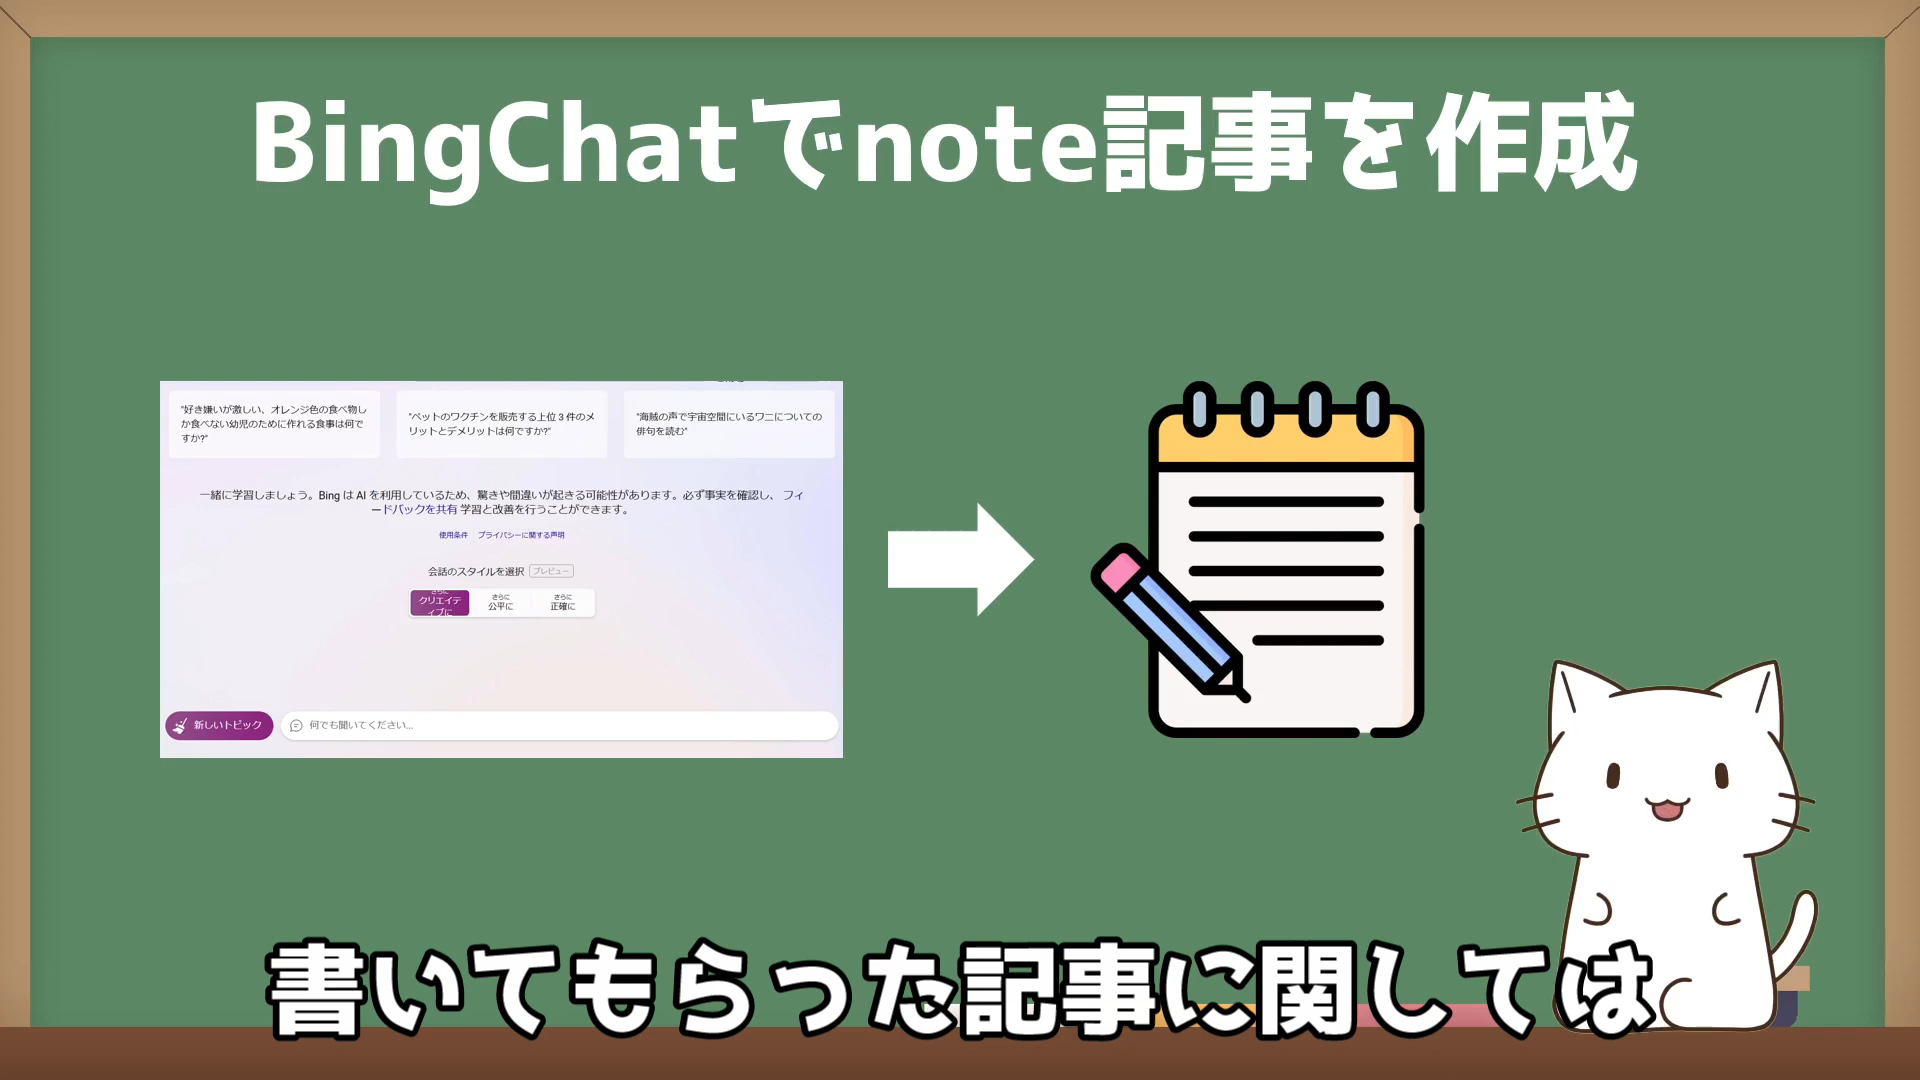 BingChatでnote記事を作成
"好き嫌いが激しい、オレンジ色の食べ物し
か食べない幼児のために作れる食事は何で
すか?"
"ペットのワクチンを販売する上位 3 件のメ
リットとデメリットは何ですか?"
"海賊の声で宇宙空間にいるワニについての
俳句を読む"
一緒に学習しましょう。Bing は AI を利用しているため、驚きや間違いが起きる可能性があります。必ず事実を確認し、 フィ
ードバックを共有 学習と改善を行うことができます。
使用条件 プライバシーに関する声明
会話のスタイルを選択 プレビュー
さらに
クリエイテ
ィブに
さらに
公平に
さらに
正確に
新しいトピック
何でも聞いてください...
書いてもらった記事に関しては